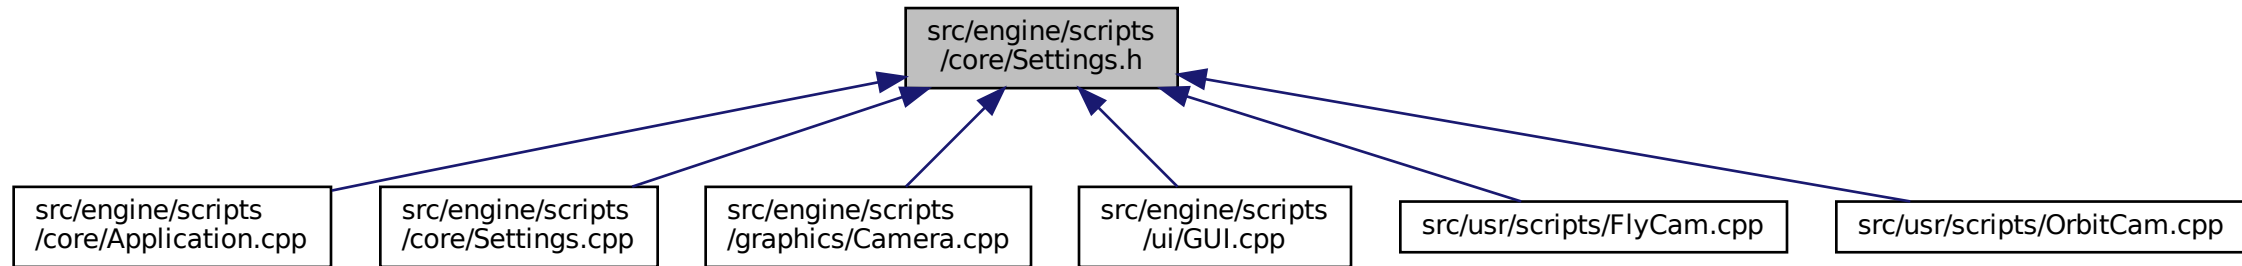 src/engine/scripts
/core/Settings.h
src/engine/scripts
/core/Application.cpp
src/engine/scripts
/core/Settings.cpp
src/engine/scripts
/graphics/Camera.cpp
src/engine/scripts
/ui/GUI.cpp
src/usr/scripts/FlyCam.cpp
src/usr/scripts/OrbitCam.cpp